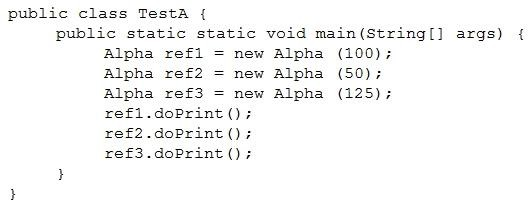 public class TestA {
public static static void main(String[] args) {
Alpha ref1 = new Alpha (100);
Alpha ref2 = new Alpha (50);
Alpha ref3 = new Alpha (125);
ref1.doPrint();
ref2.doPrint();
ref3.doPrint();
}
}